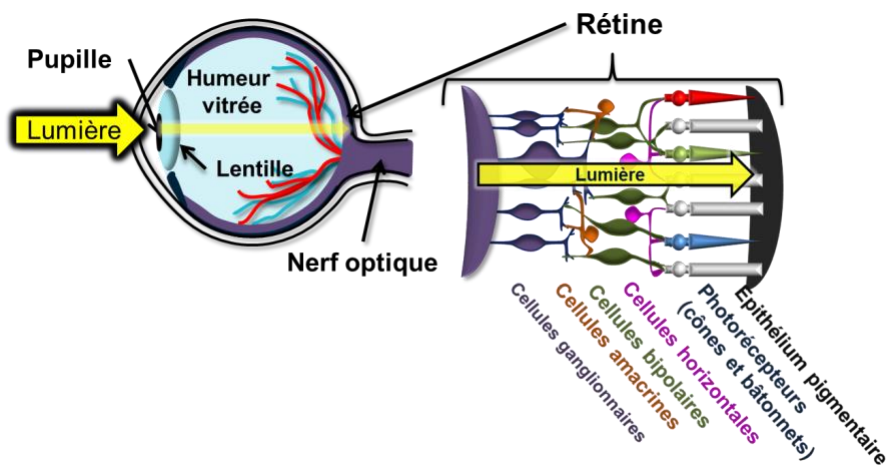 Rétine
Pupille
Humeur
vitrée
Lumière
Lentille
Nerf optique
Lumière
Cellules ganglionnaires
Cellules amacrines
Cellules bipolaires
Cellules horizontales
Photorécepteurs
(cônes et bâtonnets)
Épithélium pigmentaire